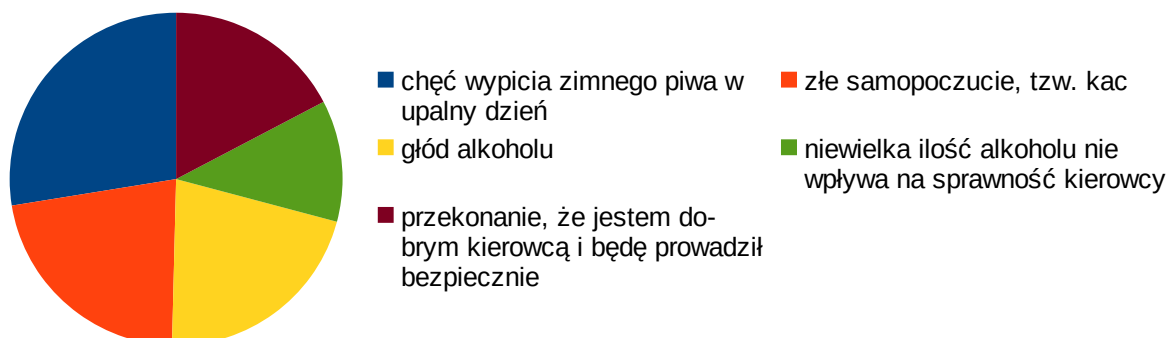 chęć wypicia zimnego piwa w
upalny dzień
złe samopoczucie, tzw. kac
głód alkoholu
niewielka ilość alkoholu nie
wpływa na sprawność kierowcy
przekonanie, że jestem do-
brym kierowcą i będę prowadził
bezpiecznie